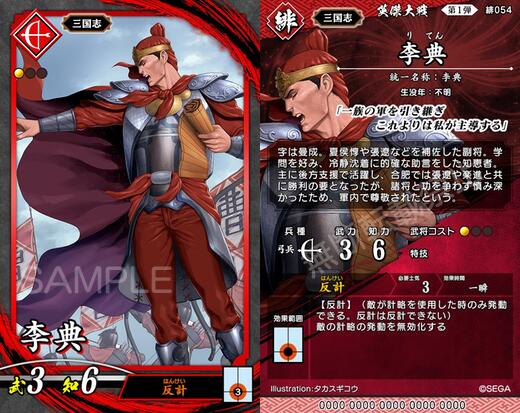 三国志
SAMPLE
李典
武3 知6
はんけい
反計
3
緋
三国志
英傑大戦
第1弾
緋054
り てん
李典
統一名称：李典
生没年：不明
「一族の軍を引き継ぎ
これよりは私が主導する」
字は曼成。夏侯惇や張遼などを補佐した副将。学
問を好み、冷静沈着に的確な助言をした知恵者。
主に後方支援で活躍し、合肥では張遼や楽進と共
に勝利の要となったが、諸将と功を争わず慎み深
かったため、軍内で尊敬されたという。
兵種 武力 知力 武将コスト
弓兵 3 6 特技
はんけい
反計
必要士気
3
効果時間
一瞬
効果範囲
【反計】（敵が計略を使用した時のみ発動
できる。反計は反計できない）
敵の計略の発動を無効化する
Illustration:タカスギコウ
©SEGA
0000-0000-0000-0000-0000